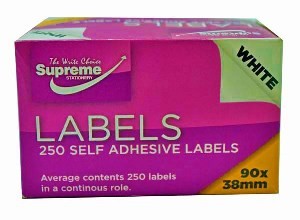 The Write Choice
Supreme
STATIONERY
WHITE
LABELS
250 SELF ADHESIVE LABELS
Average contents 250 labels
in a continous role.
90x
38mm